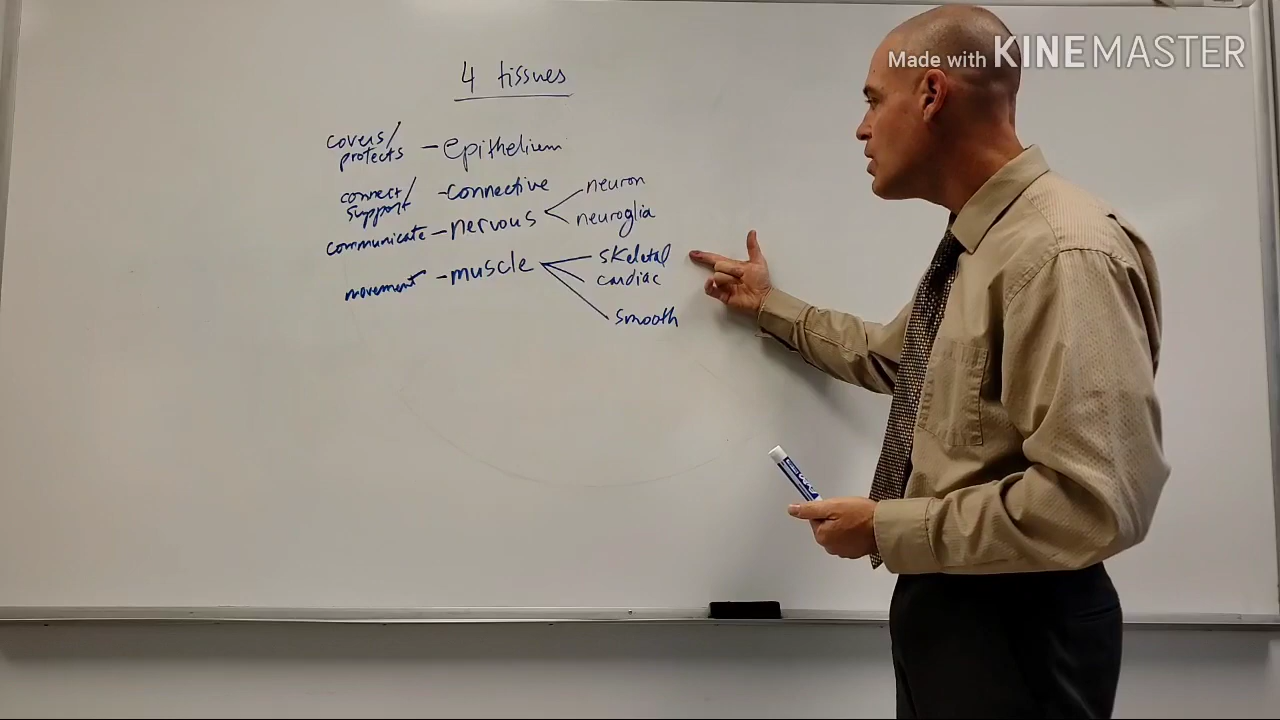 Made with KINEMASTER
4 tissues
covers/
protects - epithelium
connect/
support - connective
communicate - nervous
neuron
neuroglia
movement - muscle
skeletal
cardiac
smooth
EXPO